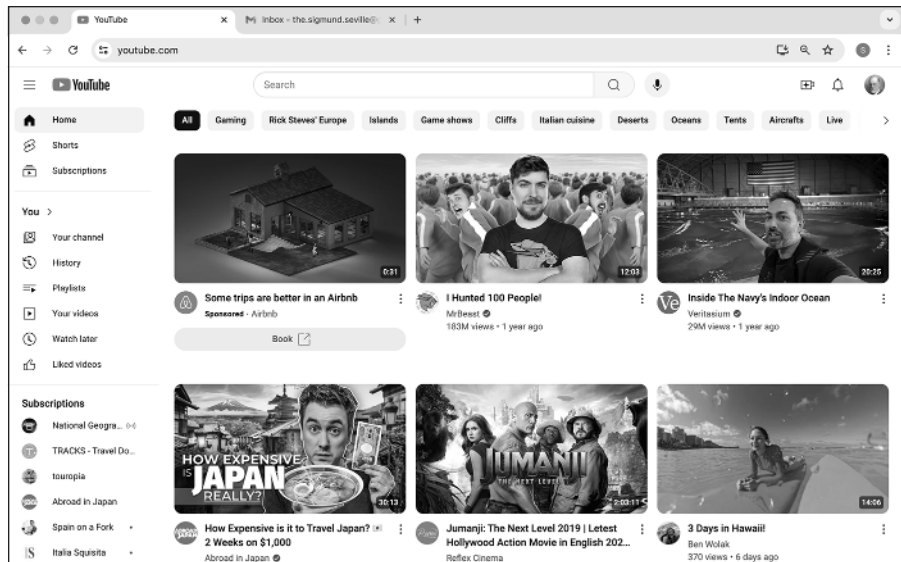 YouTube
Inbox - the.sigmund.seville@
youtube.com
S
YouTube
Search
Home
Shorts
Subscriptions
You
Your channel
History
Playlists
Your videos
Watch later
Liked videos
Subscriptions
National Geogra...
TRACKS - Travel Do...
touropia
Abroad in Japan
Spain on a Fork
Italia Squisita
All
Gaming
Rick Steves' Europe
Islands
Game shows
Cliffs
Italian cuisine
Deserts
Oceans
Tents
Aircrafts
Live
0:31
Some trips are better in an Airbnb
Sponsored · Airbnb
Book
12:03
I Hunted 100 People!
MrBeast
183M views • 1 year ago
20:25
Ve
Inside The Navy's Indoor Ocean
Veritasium
29M views • 1 year ago
HOW EXPENSIVE
IS JAPAN
REALLY?
30:13
How Expensive is it to Travel Japan?
2 Weeks on $1,000
Abroad in Japan
JUMANJI
THE NEXT LEVEL
2:03:11
Jumanji: The Next Level 2019 | Letest
Hollywood Action Movie in English 202...
Reflex Cinema
14:06
3 Days in Hawaii!
Ben Wolak
370 views • 6 days ago